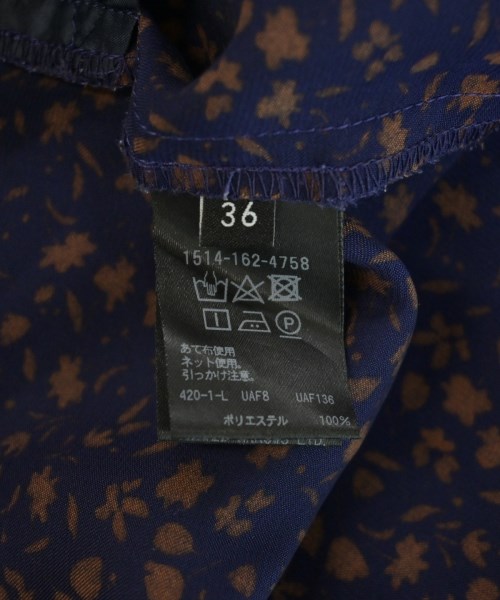 36
1514-162-4758
P
あて布使用
ネット使用。
引っかけ注意。
420-1-L UAF8 UAF136
ポリエステル 100%
LTD.